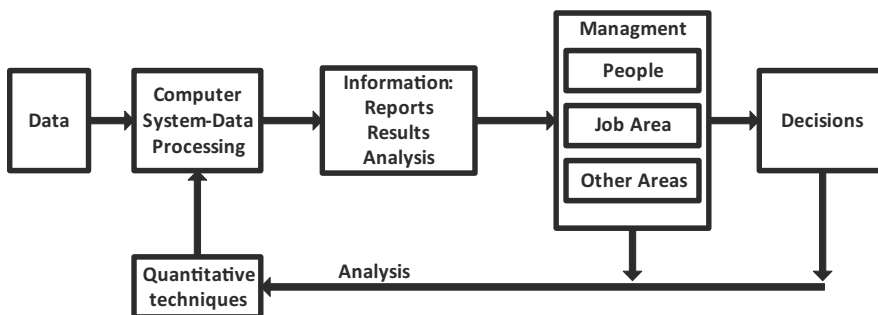 Data
Computer
System-Data
Processing
Information:
Reports
Results
Analysis
Managment
People
Job Area
Other Areas
Decisions
Quantitative
techniques
Analysis